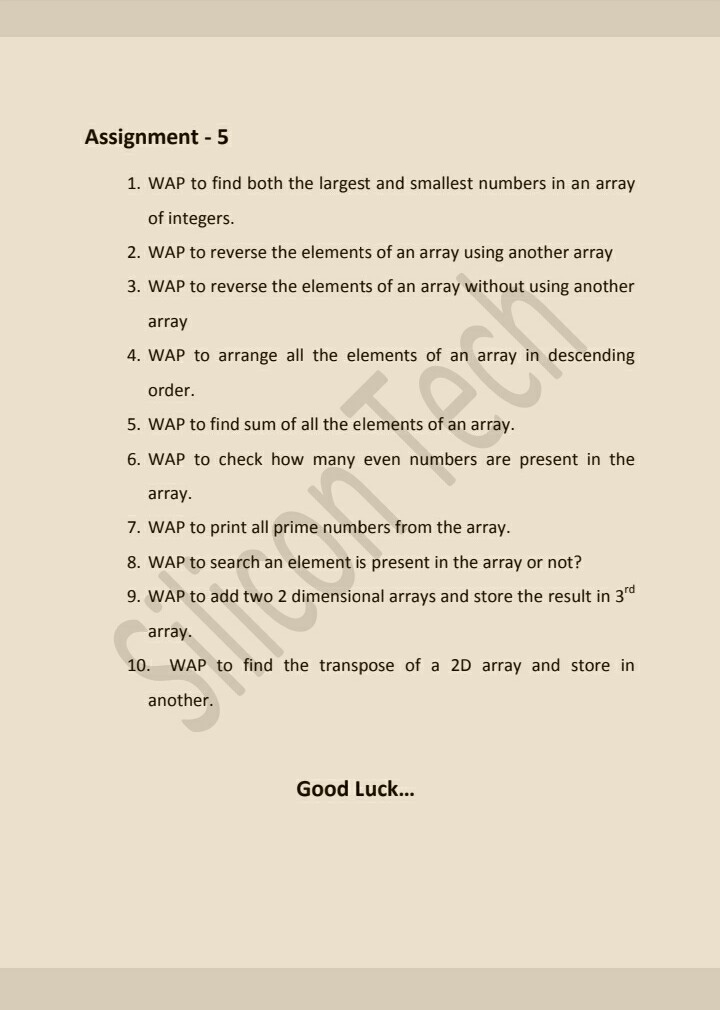 Assignment - 5
1. WAP to find both the largest and smallest numbers in an array
of integers.
2. WAP to reverse the elements of an array using another array
3. WAP to reverse the elements of an array without using another
array
4. WAP to arrange all the elements of an array in descending
order.
5. WAP to find sum of all the elements of an array.
6. WAP to check how many even numbers are present in the
array.
7. WAP to print all prime numbers from the array.
8. WAP to search an element is present in the array or not?
9. WAP to add two 2 dimensional arrays and store the result in 3rd
array.
10. WAP to find the transpose of a 2D array and store in
another.
Silicon Tech
Good Luck...